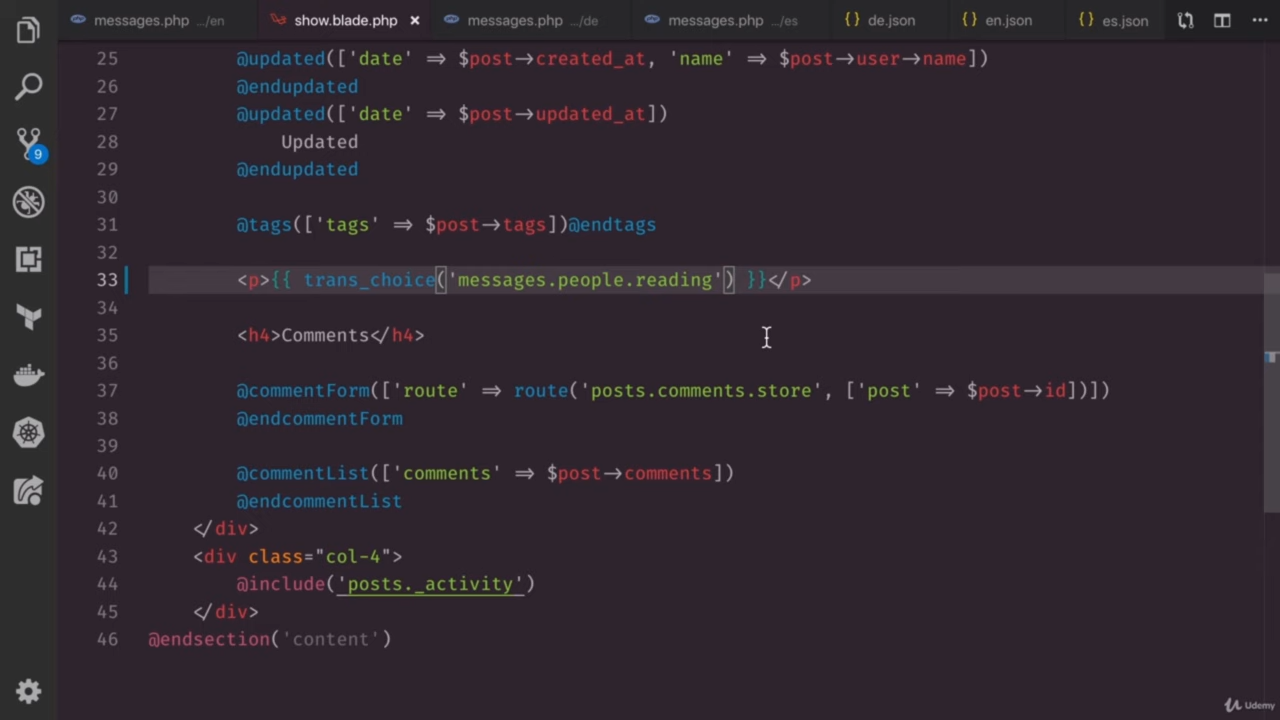 messages.php .../en show.blade.php messages.php .../de messages.php .../es de.json en.json es.json
25 @updated(['date' => $post->created_at, 'name' => $post->user->name])
26 @endupdated
27 @updated(['date' => $post->updated_at])
28 Updated
29 @endupdated
30
31 @tags(['tags' => $post->tags])@endtags
32
33 <p>{{ trans_choice('messages.people.reading') }}</p>
34
35 <h4>Comments</h4>
36
37 @commentForm(['route' => route('posts.comments.store', ['post' => $post->id])])
38 @endcommentForm
39
40 @commentList(['comments' => $post->comments])
41 @endcommentList
42 </div>
43 <div class="col-4">
44 @include('posts._activity')
45 </div>
46 @endsection('content')
9
Udemy